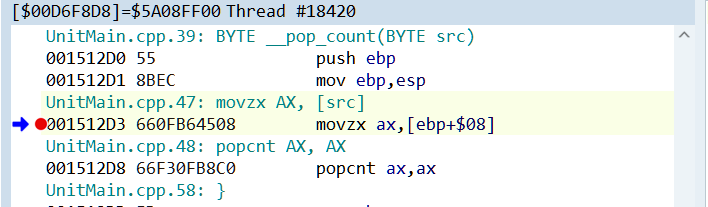 [$00D6F8D8]=$5A08FF00 Thread #18420
UnitMain.cpp.39: BYTE __pop_count(BYTE src)
001512D0 55 push ebp
001512D1 8BEC mov ebp,esp
UnitMain.cpp.47: movzx AX, [src]
001512D3 660FB64508 movzx ax,[ebp+$08]
UnitMain.cpp.48: popcnt AX, AX
001512D8 66F30FB8C0 popcnt ax,ax
UnitMain.cpp.58: }